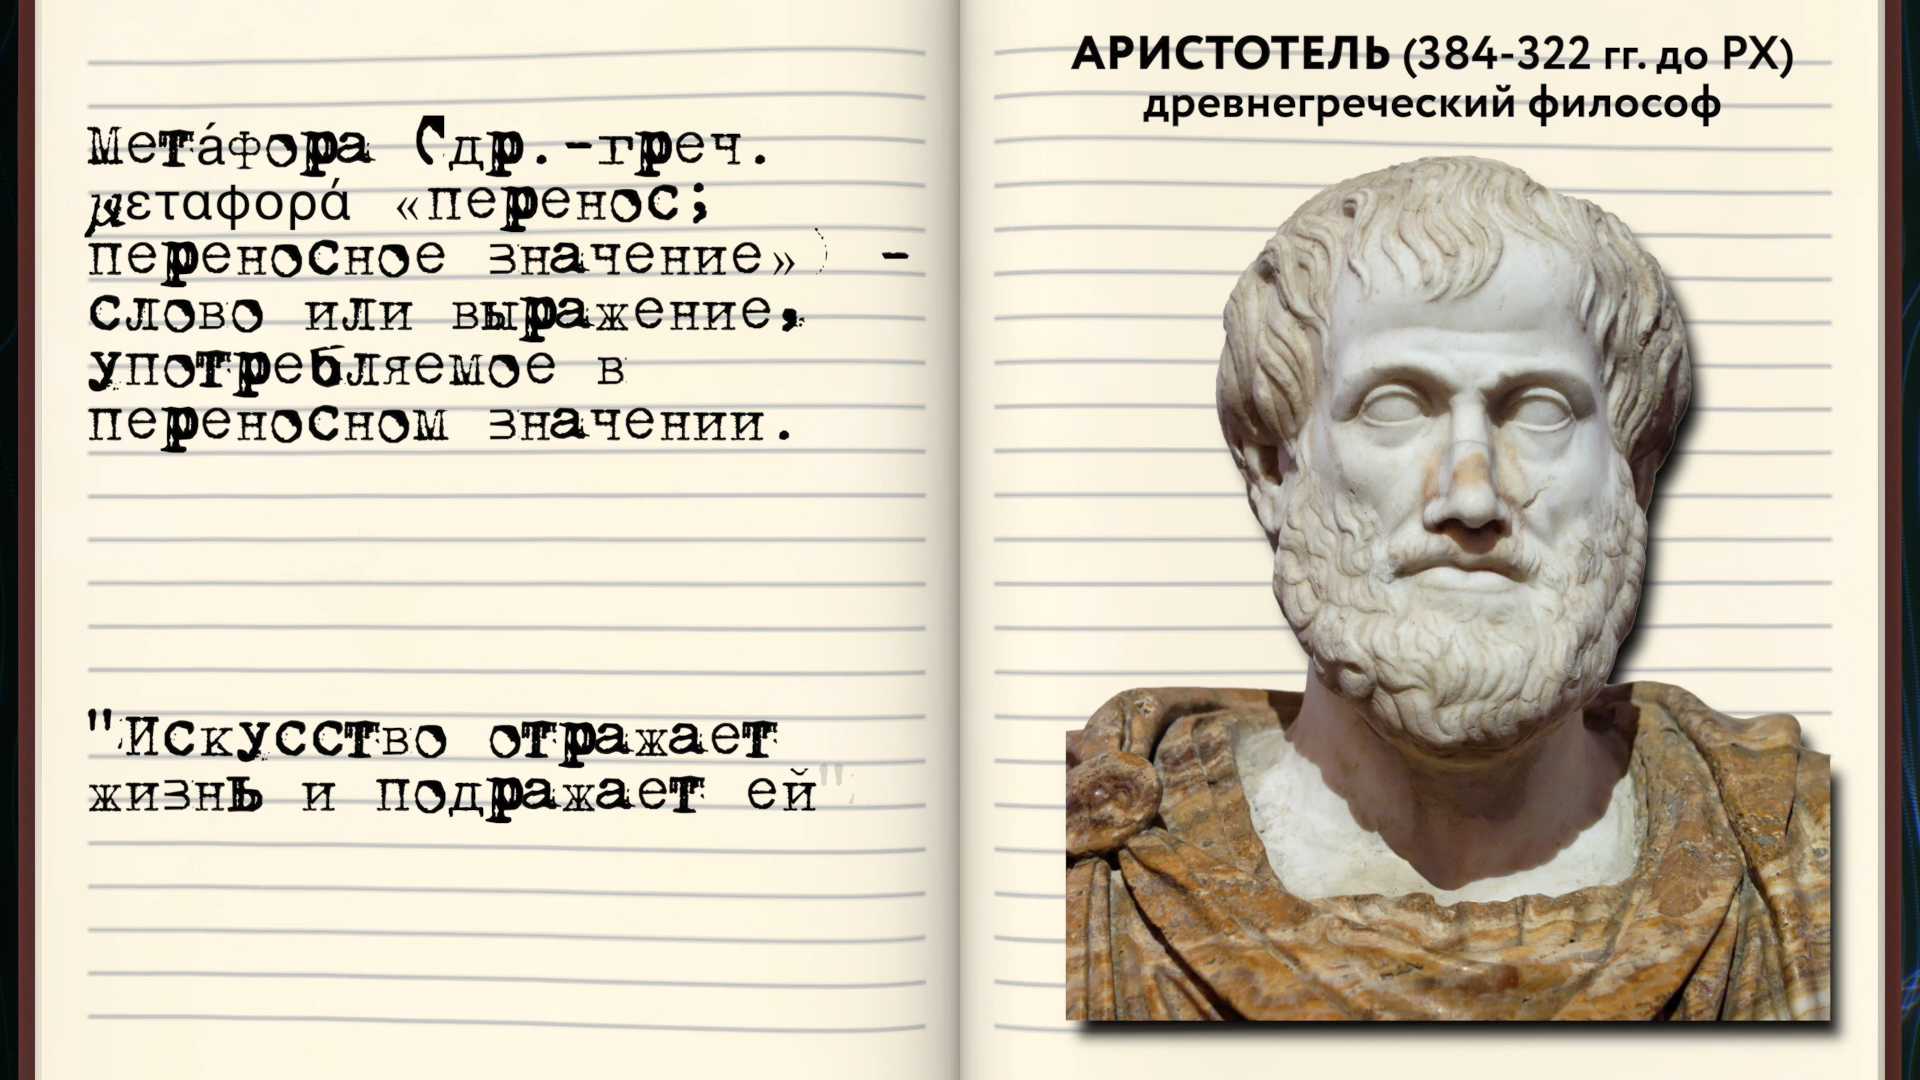 Мета́фора (др.-греч.
μεταφορά «перенос;
переносное значение») -
слово или выражение,
употребляемое в
переносном значении.
"Искусство отражает
жизнь и подражает ей"
АРИСТОТЕЛЬ (384-322 гг. до РХ)
древнегреческий философ